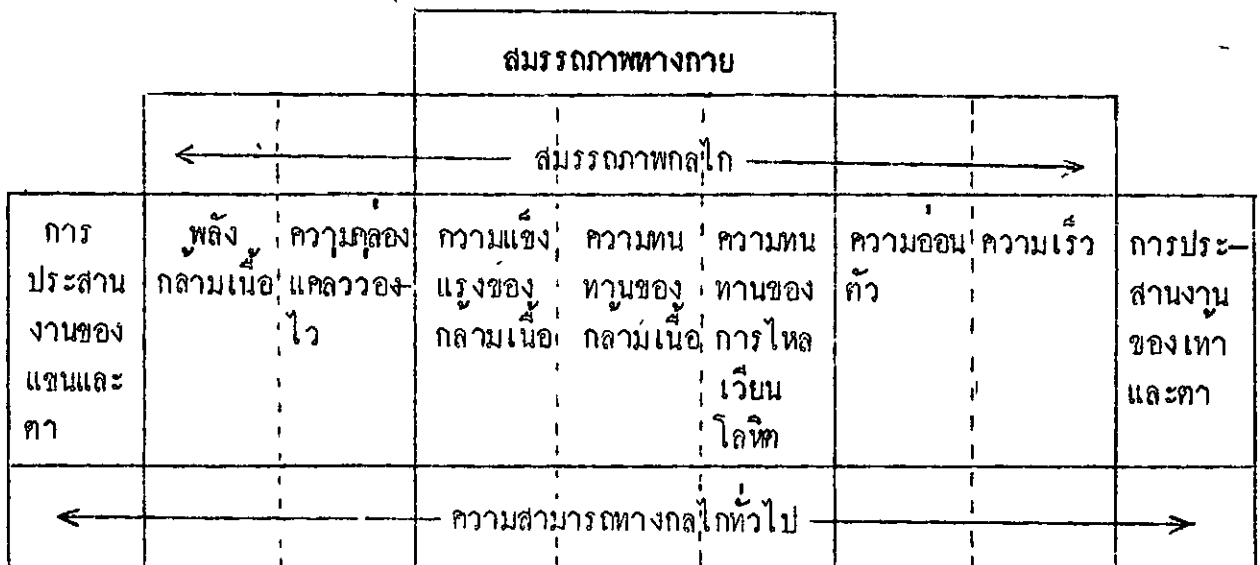 สมรรถภาพทางกาย
สมรรถภาพกลไก
การ
ประสาน
งานของ
แขนและ
ตา
พลัง
กล้ามเนื้อ
ความคล่อง
แคล่วว่อง-
ไว
ความแข็ง
แรงของ
กล้ามเนื้อ
ความทน
ทานของ
กล้ามเนื้อ
ความทน
ทานของ
การไหล
เวียน
โลหิต
ความอ่อน
ตัว
ความเร็ว
การประ-
สานงาน
ของเท้า
และตา
ความสามารถทางกลไกทั่วไป